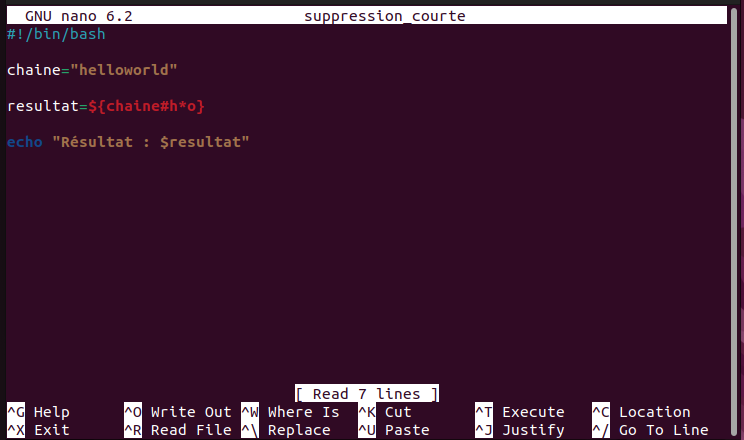 GNU nano 6.2 suppression_courte
#!/bin/bash
chaine="helloworld"
resultat=${chaine#h*o}
echo "Résultat : $resultat"
[ Read 7 lines ]
^G Help ^O Write Out ^W Where Is ^K Cut ^T Execute ^C Location
^X Exit ^R Read File ^\ Replace ^U Paste ^J Justify ^/ Go To Line